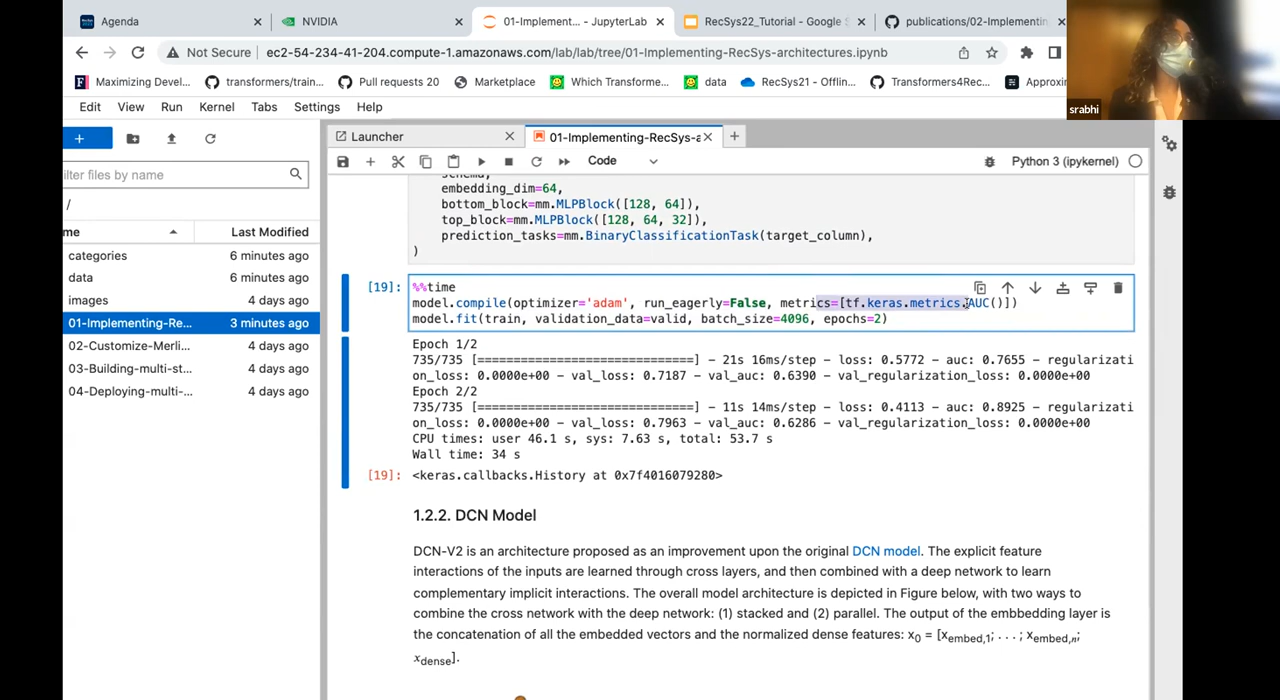 Agenda
NVIDIA
01-Implement... - JupyterLab
RecSys22_Tutorial - Google S
publications/02-Implementin
Not Secure | ec2-54-234-41-204.compute-1.amazonaws.com/lab/lab/tree/01-Implementing-RecSys-architectures.ipynb
Maximizing Devel...
transformers/train...
Pull requests 20
Marketplace
Which Transforme...
data
RecSys21 - Offlin...
Transformers4Rec...
Approxi
srabhi
Edit View Run Kernel Tabs Settings Help
Launcher
01-Implementing-RecSys-a
Code
Python 3 (ipykernel)
ilter files by name
/
me
Last Modified
categories 6 minutes ago
data 6 minutes ago
images 4 days ago
01-Implementing-Re... 3 minutes ago
02-Customize-Merli... 4 days ago
03-Building-multi-st... 4 days ago
04-Deploying-multi-... 4 days ago
schema,
embedding_dim=64,
bottom_block=mm.MLPBlock([128, 64]),
top_block=mm.MLPBlock([128, 64, 32]),
prediction_tasks=mm.BinaryClassificationTask(target_column),
)
[19]: %%time
model.compile(optimizer='adam', run_eagerly=False, metrics=[tf.keras.metrics.AUC()])
model.fit(train, validation_data=valid, batch_size=4096, epochs=2)
Epoch 1/2
735/735 [==============================] - 21s 16ms/step - loss: 0.5772 - auc: 0.7655 - regularizati
on_loss: 0.0000e+00 - val_loss: 0.7187 - val_auc: 0.6390 - val_regularization_loss: 0.0000e+00
Epoch 2/2
735/735 [==============================] - 11s 14ms/step - loss: 0.4113 - auc: 0.8925 - regularizati
on_loss: 0.0000e+00 - val_loss: 0.7963 - val_auc: 0.6286 - val_regularization_loss: 0.0000e+00
CPU times: user 46.1 s, sys: 7.63 s, total: 53.7 s
Wall time: 34 s
[19]: <keras.callbacks.History at 0x7f4016079280>
1.2.2. DCN Model
DCN-V2 is an architecture proposed as an improvement upon the original DCN model. The explicit feature
interactions of the inputs are learned through cross layers, and then combined with a deep network to learn
complementary implicit interactions. The overall model architecture is depicted in Figure below, with two ways to
combine the cross network with the deep network: (1) stacked and (2) parallel. The output of the embbedding layer is
the concatenation of all the embedded vectors and the normalized dense features: x0 = [xembed,1; . . . ; xembed,n;
xdense].